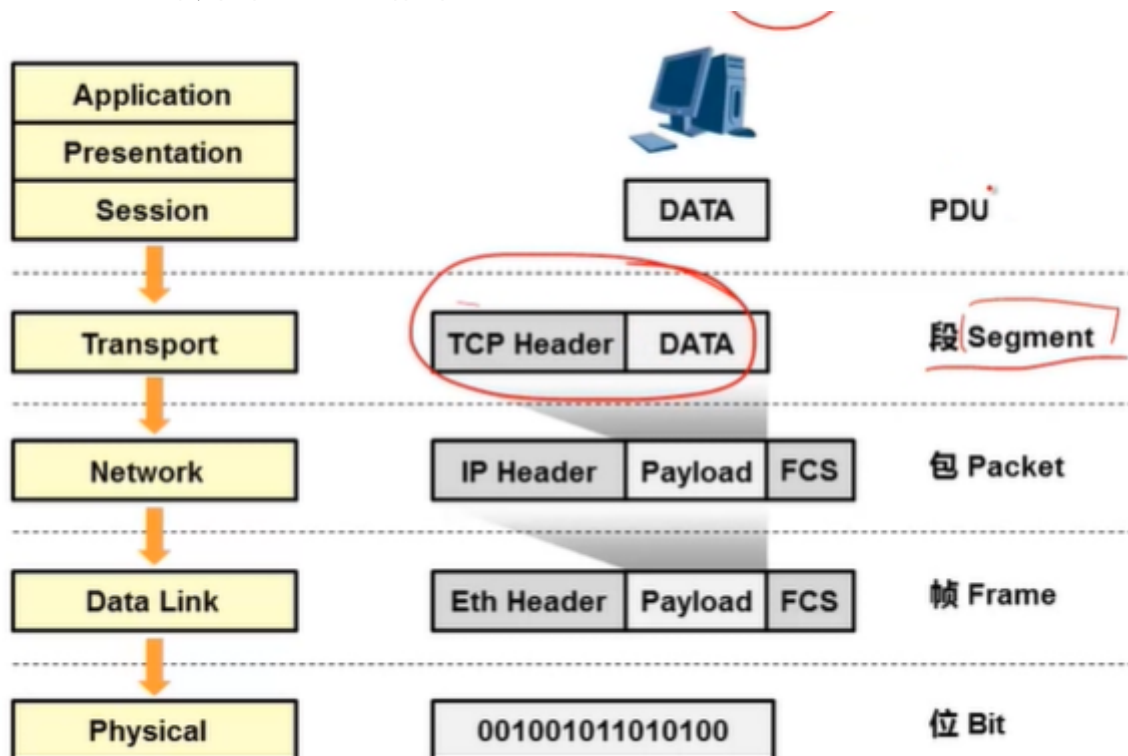 Application
Presentation
Session
DATA
PDU
Transport
TCP Header
DATA
段 Segment
Network
IP Header
Payload
FCS
包 Packet
Data Link
Eth Header
Payload
FCS
帧 Frame
Physical
001001011010100
位 Bit